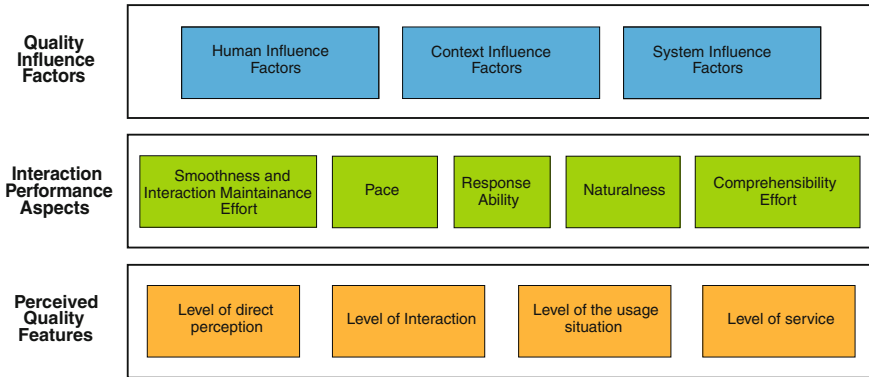 Quality
Influence
Factors
Human Influence
Factors
Context Influence
Factors
System Influence
Factors
Interaction
Performance
Aspects
Smoothness and
Interaction Maintainance
Effort
Pace
Response
Ability
Naturalness
Comprehensibility
Effort
Perceived
Quality
Features
Level of direct
perception
Level of Interaction
Level of the usage
situation
Level of service